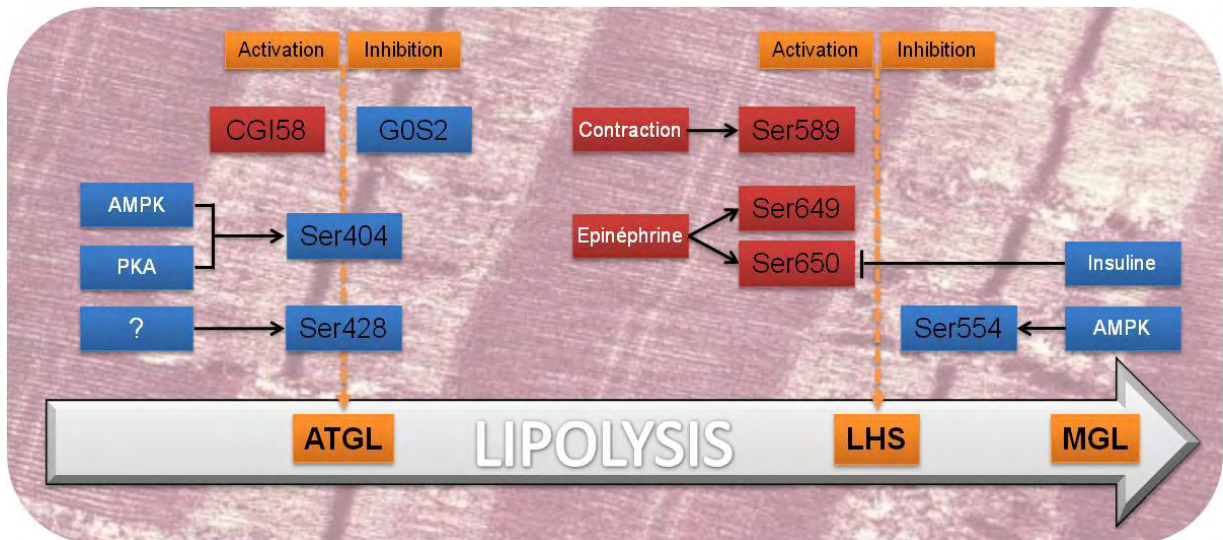 Activation Inhibition
Activation Inhibition
CGI58 G0S2
Contraction Ser589
AMPK
Ser404
PKA
Ser649
Epinéphrine
Ser650
Insuline
? Ser428
Ser554 AMPK
ATGL LIPOLYSIS LHS MGL